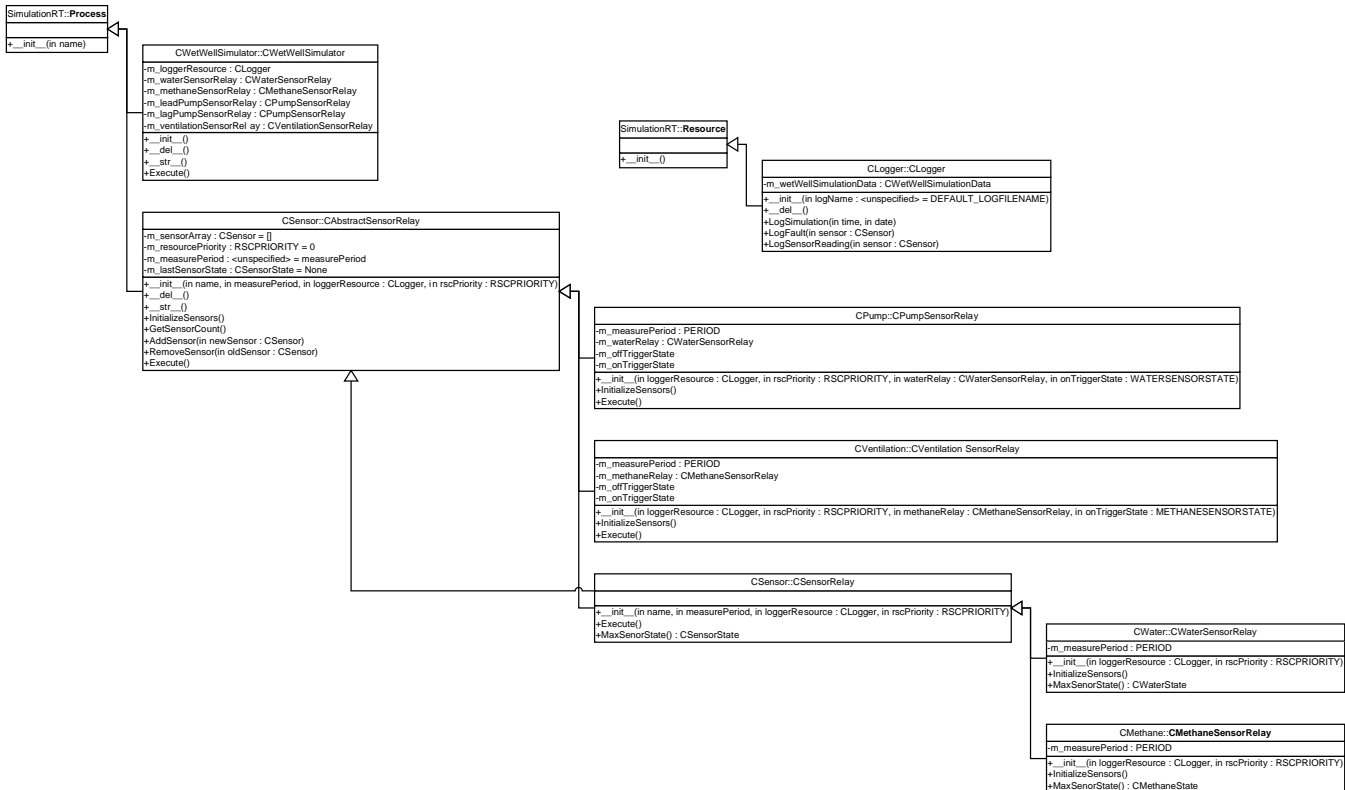 SimulationRT::Process
+__init__(in name)
CWetWellSimulator::CWetWellSimulator
-m_loggerResource : CLogger
-m_waterSensorRelay : CWaterSensorRelay
-m_methaneSensorRelay : CMethaneSensorRelay
-m_leadPumpSensorRelay : CPumpSensorRelay
-m_lagPumpSensorRelay : CPumpSensorRelay
-m_ventilationSensorRel ay : CVentilationSensorRelay
+__init__()
+__del__()
+__str__()
+Execute()
SimulationRT::Resource
+__init__()
CLogger::CLogger
-m_wetWellSimulationData : CWetWellSimulationData
+__init__(in logName : <unspecified> = DEFAULT_LOGFILENAME)
+__del__()
+LogSimulation(in time, in date)
+LogFault(in sensor : CSensor)
+LogSensorReading(in sensor : CSensor)
CSensor::CAbstractSensorRelay
-m_sensorArray : CSensor = []
-m_resourcePriority : RSCPRIORITY = 0
-m_measurePeriod : <unspecified> = measurePeriod
-m_lastSensorState : CSensorState = None
+__init__(in name, in measurePeriod, in loggerResource : CLogger, in rscPriority : RSCPRIORITY)
+__del__()
+__str__()
+InitializeSensors()
+GetSensorCount()
+AddSensor(in newSensor : CSensor)
+RemoveSensor(in oldSensor : CSensor)
+Execute()
CPump::CPumpSensorRelay
-m_measurePeriod : PERIOD
-m_waterRelay : CWaterSensorRelay
-m_offTriggerState
-m_onTriggerState
+__init__(in loggerResource : CLogger, in rscPriority : RSCPRIORITY, in waterRelay : CWaterSensorRelay, in onTriggerState : WATERSENSORSTATE)
+InitializeSensors()
+Execute()
CVentilation::CVentilation SensorRelay
-m_measurePeriod : PERIOD
-m_methaneRelay : CMethaneSensorRelay
-m_offTriggerState
-m_onTriggerState
+__init__(in loggerResource : CLogger, in rscPriority : RSCPRIORITY, in methaneRelay : CMethaneSensorRelay, in onTriggerState : METHANESENSORSTATE)
+InitializeSensors()
+Execute()
CSensor::CSensorRelay
+__init__(in name, in measurePeriod, in loggerResource : CLogger, in rscPriority : RSCPRIORITY)
+Execute()
+MaxSenorState() : CSensorState
CWater::CWaterSensorRelay
-m_measurePeriod : PERIOD
+__init__(in loggerResource : CLogger, in rscPriority : RSCPRIORITY)
+InitializeSensors()
+MaxSenorState() : CWaterState
CMethane::CMethaneSensorRelay
-m_measurePeriod : PERIOD
+__init__(in loggerResource : CLogger, in rscPriority : RSCPRIORITY)
+InitializeSensors()
+MaxSenorState() : CMethaneState